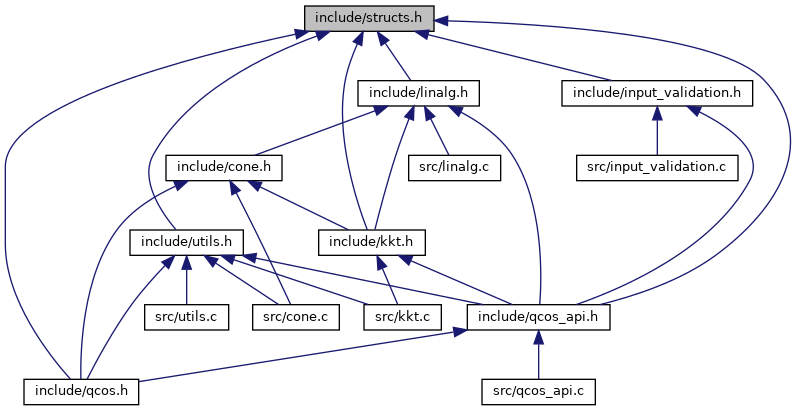 include/structs.h
include/linalg.h
include/input_validation.h
include/cone.h
src/linalg.c
src/input_validation.c
include/utils.h
include/kkt.h
src/utils.c
src/cone.c
src/kkt.c
include/qcos_api.h
include/qcos.h
src/qcos_api.c